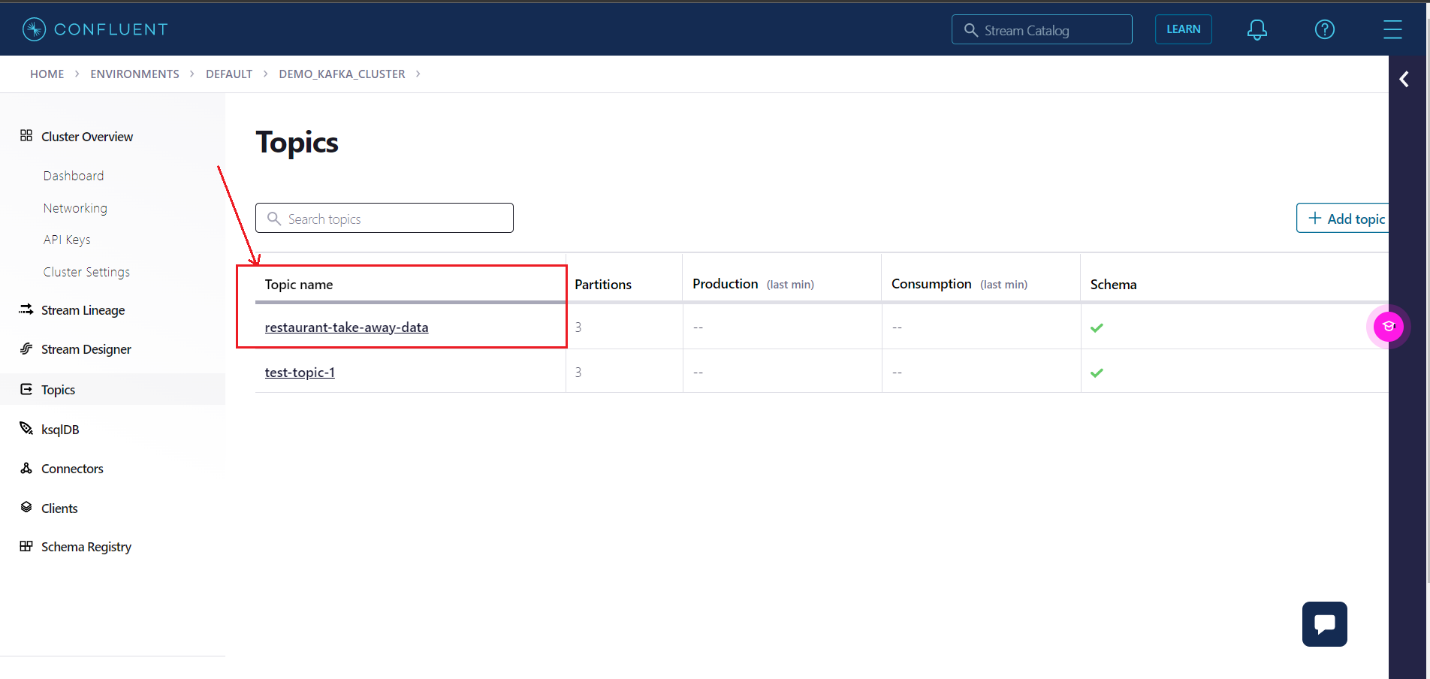 CONFLUENT
Stream Catalog
LEARN
HOME > ENVIRONMENTS > DEFAULT > DEMO_KAFKA_CLUSTER >
Cluster Overview
Dashboard
Networking
API Keys
Cluster Settings
Stream Lineage
Stream Designer
Topics
ksqlDB
Connectors
Clients
Schema Registry
Topics
Search topics
+ Add topic
Topic name Partitions Production (last min) Consumption (last min) Schema
restaurant-take-away-data 3 -- --
test-topic-1 3 -- --